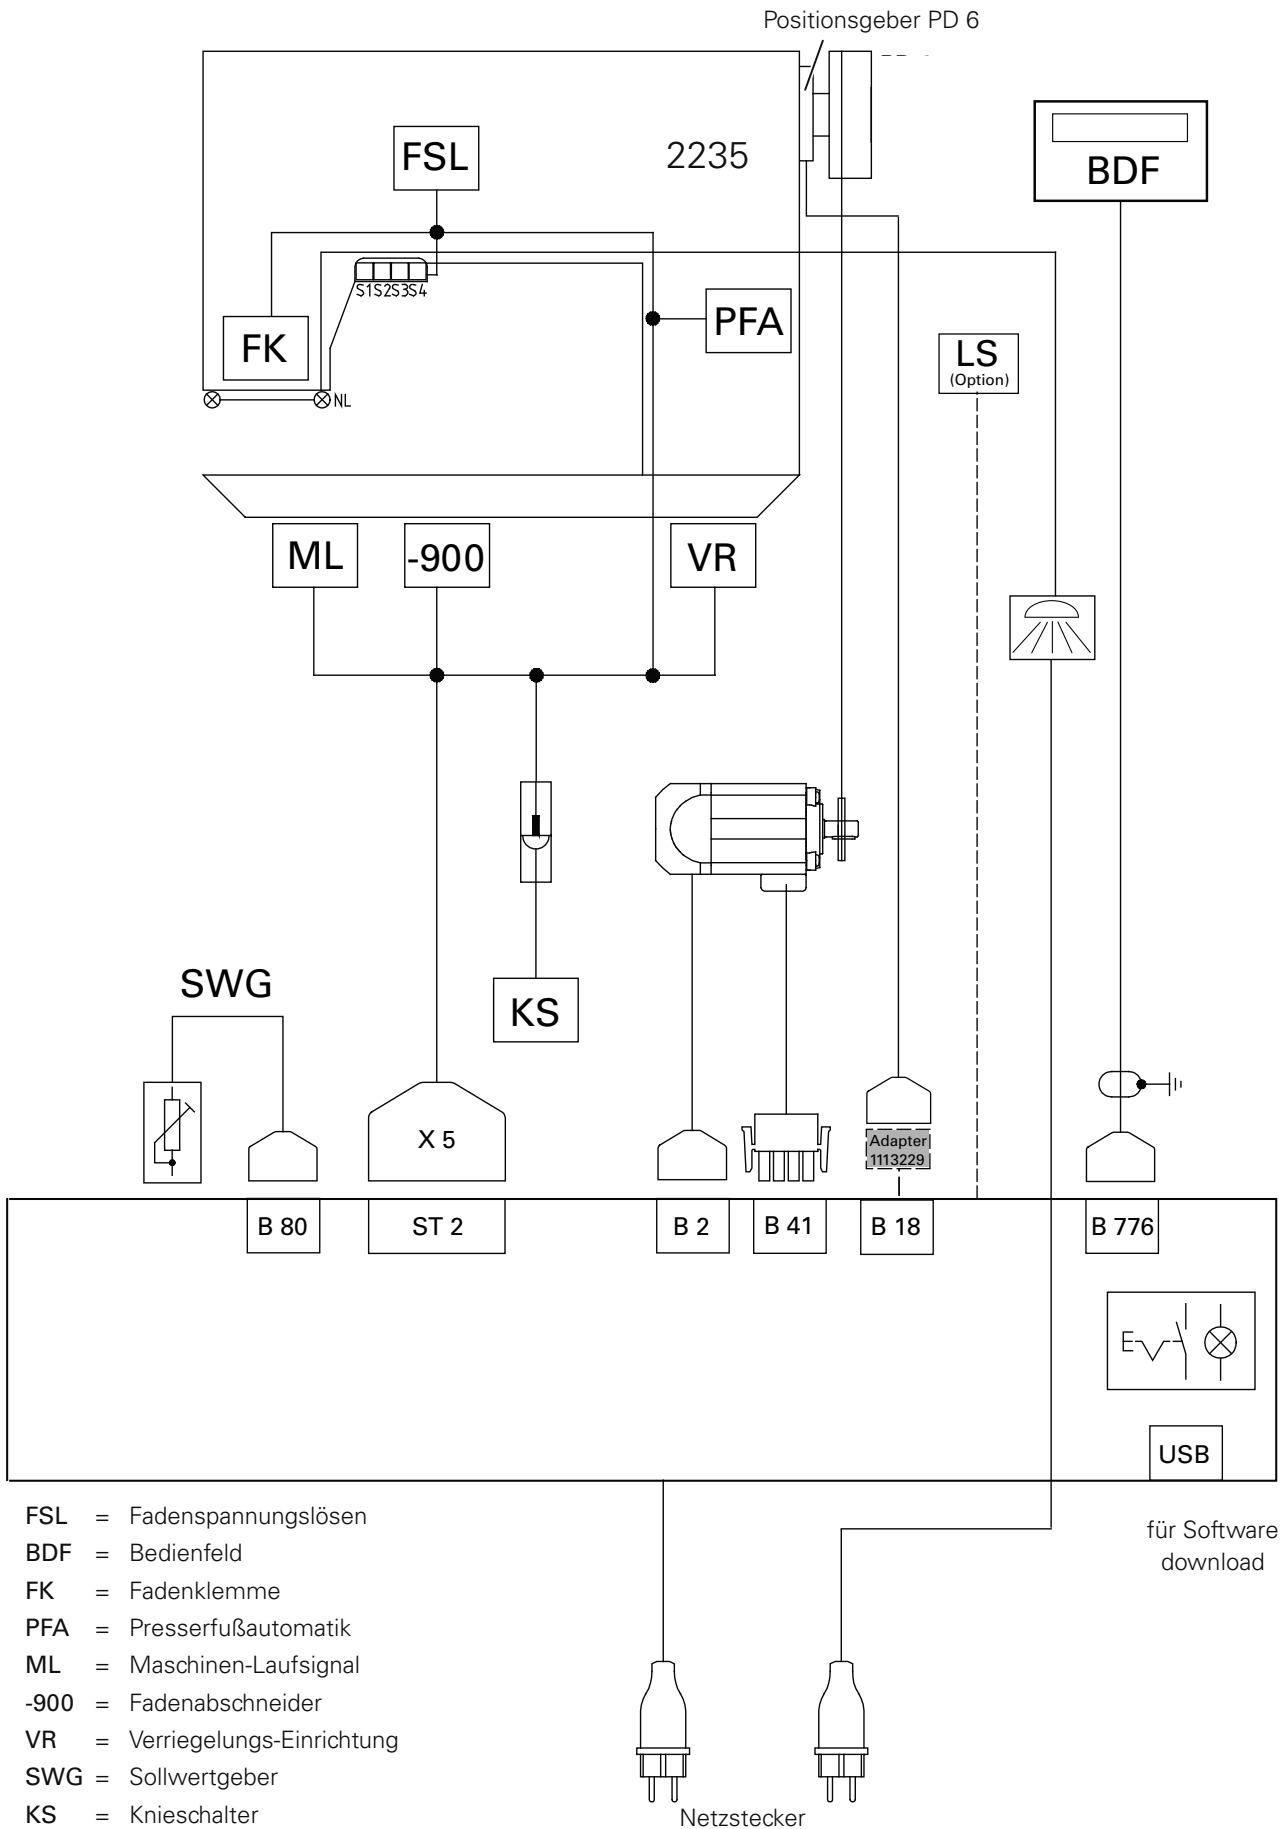 Positionsgeber PD 6
FSL
2235
BDF
S1S2S3S4
FK
PFA
LS
(Option)
NL
ML
-900
VR
SWG
KS
X 5
Adapter
1113229
B 80
ST 2
B 2
B 41
B 18
B 776
E
USB
FSL = Fadenspannungslösen
BDF = Bedienfeld
FK = Fadenklemme
PFA = Presserfußautomatik
ML = Maschinen-Laufsignal
-900 = Fadenabschneider
VR = Verriegelungs-Einrichtung
SWG = Sollwertgeber
KS = Knieschalter
für Software
download
Netzstecker